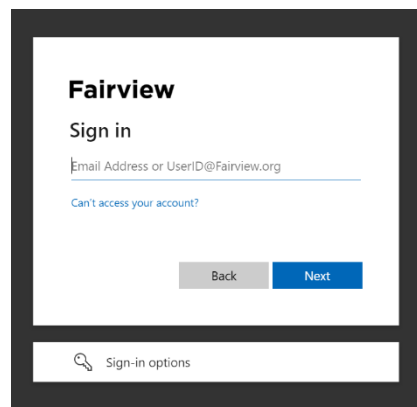 Fairview
Sign in
Email Address or UserID@Fairview.org
Can't access your account?
Back
Next
Sign-in options